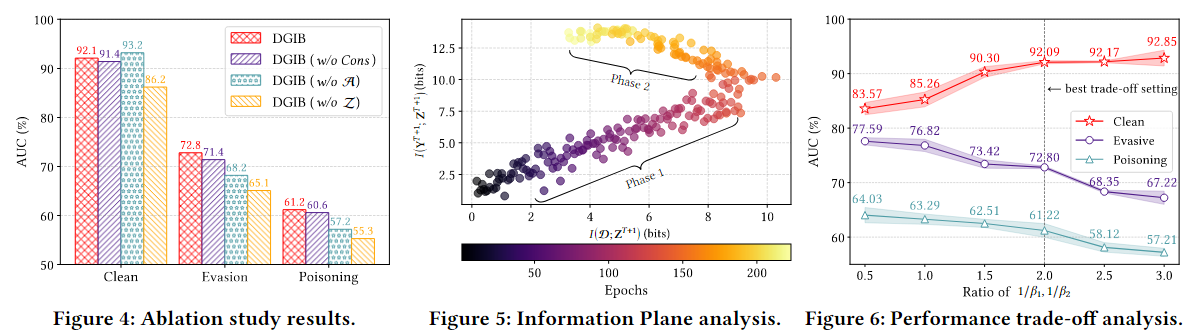 100
90
80
70
60
50
AUC (%)
92.1
91.4
93.2
86.2
72.8
71.4
68.2
65.1
61.2
60.6
57.2
55.3
DGIB
DGIB (w/o Cons)
DGIB (w/o 𝒜)
DGIB (w/o 𝒵)
Clean
Evasion
Poisoning
Figure 4: Ablation study results.
12.5
10.0
7.5
5.0
2.5
I(Y^{T+1}; Z^{T+1}) (bits)
Phase 2
Phase 1
0
2
4
6
8
10
I(𝒟; Z^{T+1}) (bits)
50
100
150
200
Epochs
Figure 5: Information Plane analysis.
100
90
80
70
60
AUC (%)
83.57
85.26
90.30
92.09
92.17
92.85
← best trade-off setting
Clean
Evasive
Poisoning
77.59
76.82
73.42
72.80
68.35
67.22
64.03
63.29
62.51
61.22
58.12
57.21
0.5
1.0
1.5
2.0
2.5
3.0
Ratio of 1/β₁, 1/β₂
Figure 6: Performance trade-off analysis.